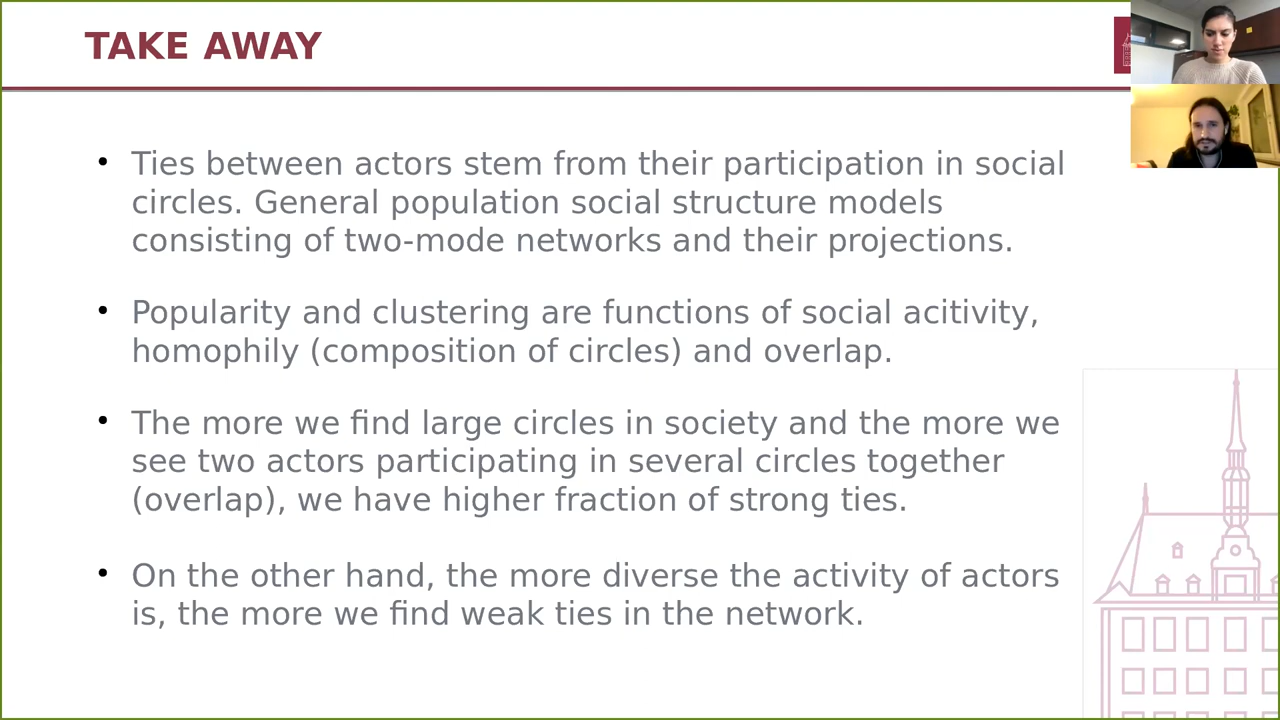 TAKE AWAY
Ties between actors stem from their participation in social
circles. General population social structure models
consisting of two-mode networks and their projections.
Popularity and clustering are functions of social acitivity,
homophily (composition of circles) and overlap.
The more we find large circles in society and the more we
see two actors participating in several circles together
(overlap), we have higher fraction of strong ties.
On the other hand, the more diverse the activity of actors
is, the more we find weak ties in the network.